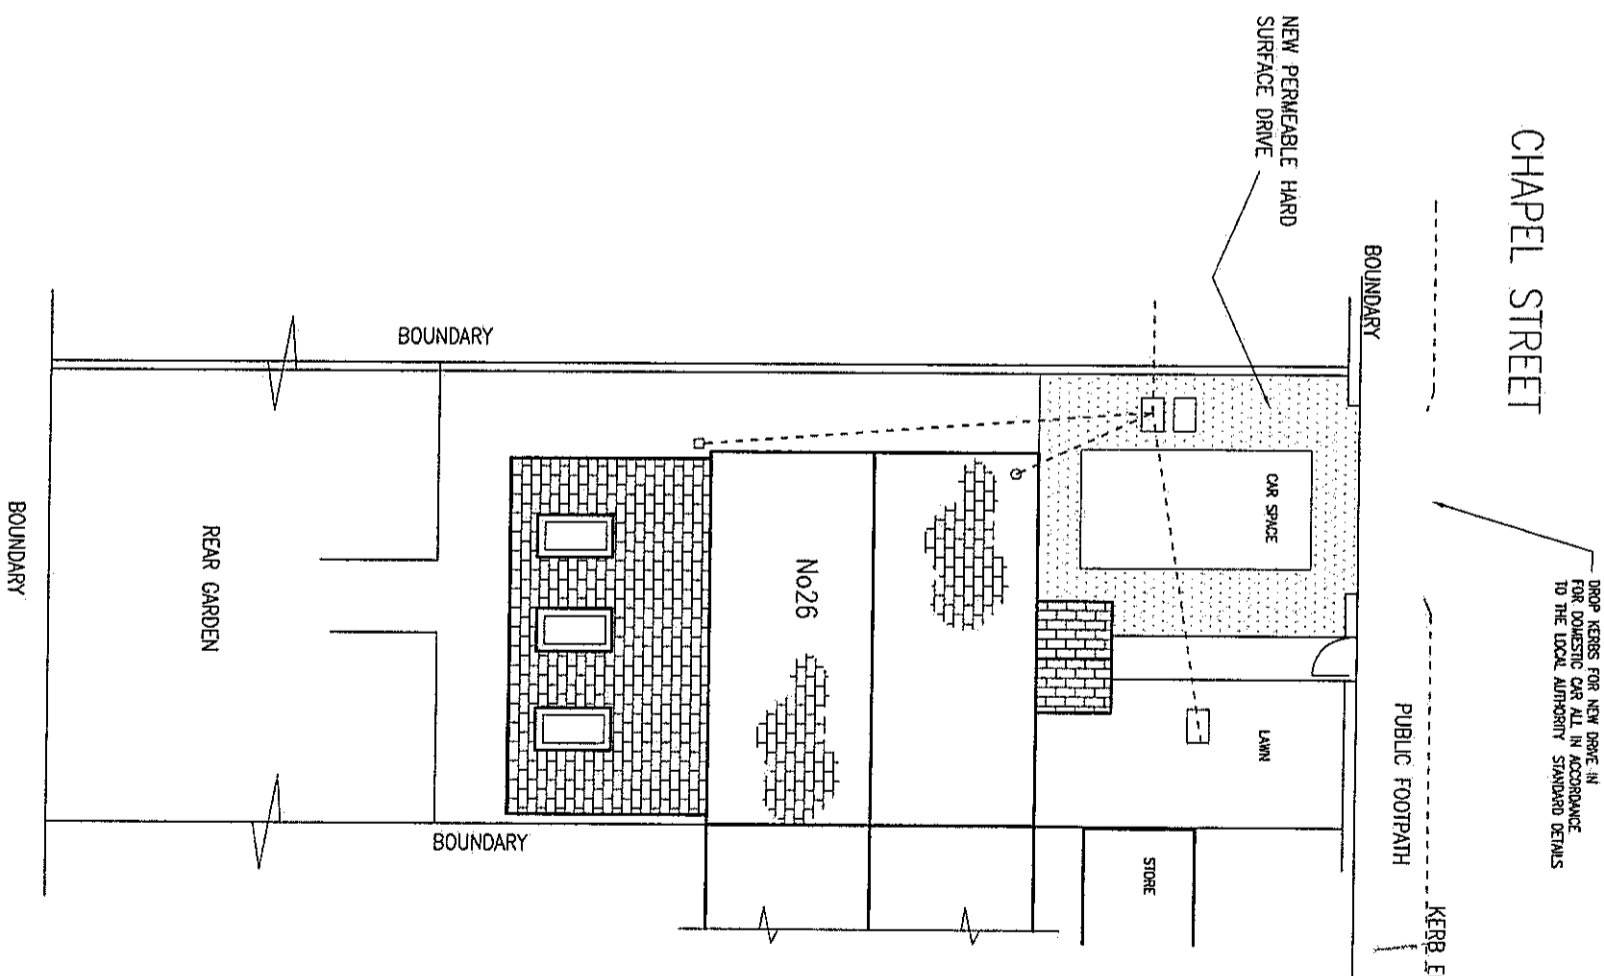 CHAPEL STREET
DROP KERBS FOR NEW DRIVE-IN
FOR DOMESTIC CAR ALL IN ACCORDANCE
TO THE LOCAL AUTHORITY STANDARD DETAILS
NEW PERMEABLE HARD
SURFACE DRIVE
BOUNDARY
PUBLIC FOOTPATH
KERB E
CAR SPACE
LAWN
STORE
No26
BOUNDARY
BOUNDARY
REAR GARDEN
BOUNDARY